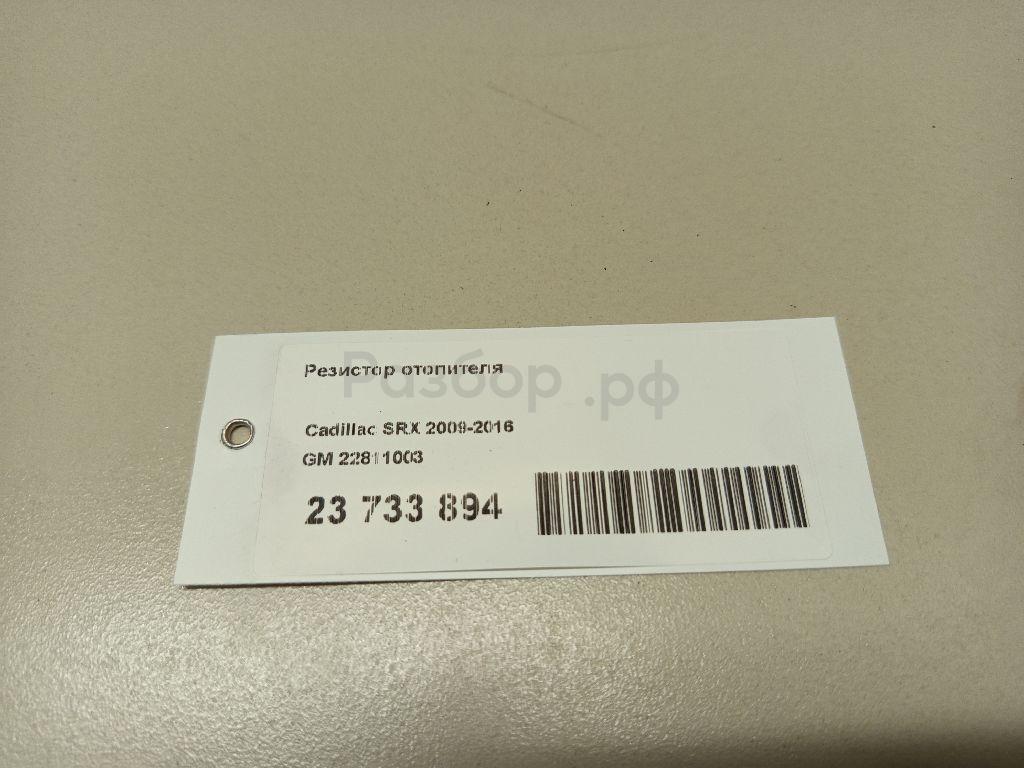 Резистор отопителя
Разбор.рф
Cadillac SRX 2009-2016
GM 22811003
23 733 894